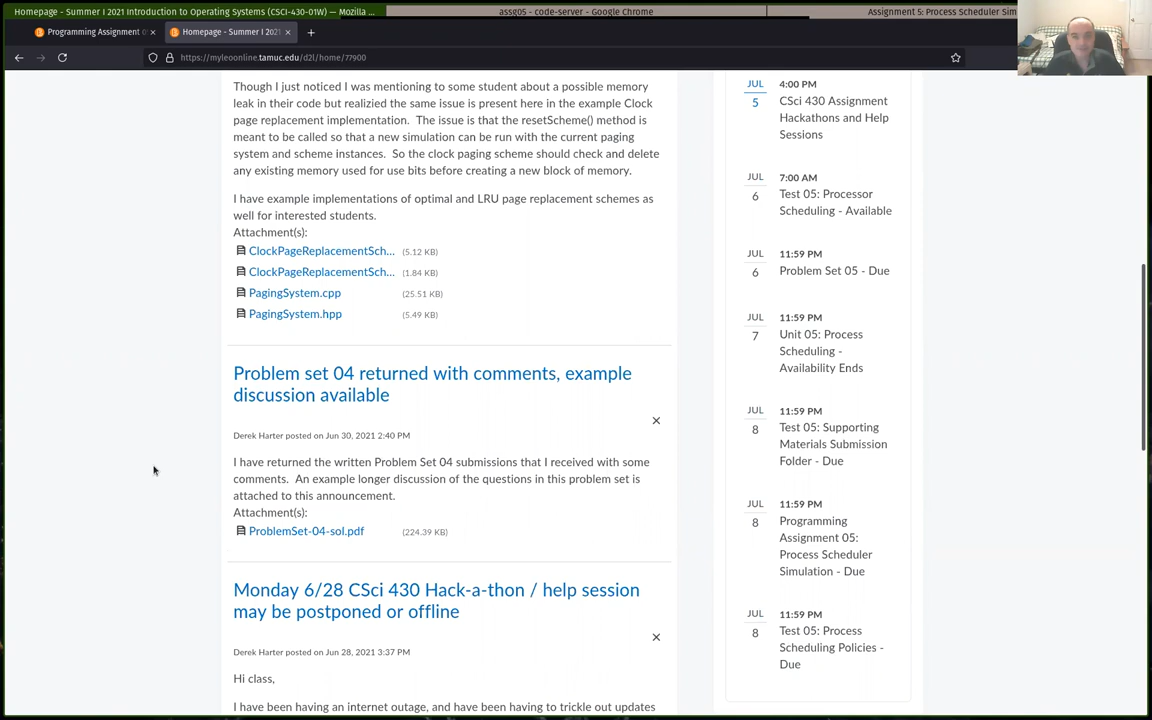 Homepage - Summer I 2021 Introduction to Operating Systems (CSCI-430-01W) — Mozilla ...
assg05 - code-server - Google Chrome
Assignment 5: Process Scheduler Sim
Programming Assignment
Homepage - Summer I 2021
https://myleoonline.tamuc.edu/d2l/home/77900
Though I just noticed I was mentioning to some student about a possible memory
leak in their code but realizied the same issue is present here in the example Clock
page replacement implementation. The issue is that the resetScheme() method is
meant to be called so that a new simulation can be run with the current paging
system and scheme instances. So the clock paging scheme should check and delete
any existing memory used for use bits before creating a new block of memory.
I have example implementations of optimal and LRU page replacement schemes as
well for interested students.
Attachment(s):
ClockPageReplacementSch... (5.12 KB)
ClockPageReplacementSch... (1.84 KB)
PagingSystem.cpp (25.51 KB)
PagingSystem.hpp (5.49 KB)
Problem set 04 returned with comments, example
discussion available
Derek Harter posted on Jun 30, 2021 2:40 PM
I have returned the written Problem Set 04 submissions that I received with some
comments. An example longer discussion of the questions in this problem set is
attached to this announcement.
Attachment(s):
ProblemSet-04-sol.pdf (224.39 KB)
Monday 6/28 CSci 430 Hack-a-thon / help session
may be postponed or offline
Derek Harter posted on Jun 28, 2021 3:37 PM
Hi class,
I have been having an internet outage, and have been having to trickle out updates
JUL 4:00 PM
5 CSci 430 Assignment
Hackathons and Help
Sessions
JUL 7:00 AM
6 Test 05: Processor
Scheduling - Available
JUL 11:59 PM
6 Problem Set 05 - Due
JUL 11:59 PM
7 Unit 05: Process
Scheduling -
Availability Ends
JUL 11:59 PM
8 Test 05: Supporting
Materials Submission
Folder - Due
JUL 11:59 PM
8 Programming
Assignment 05:
Process Scheduler
Simulation - Due
JUL 11:59 PM
8 Test 05: Process
Scheduling Policies -
Due